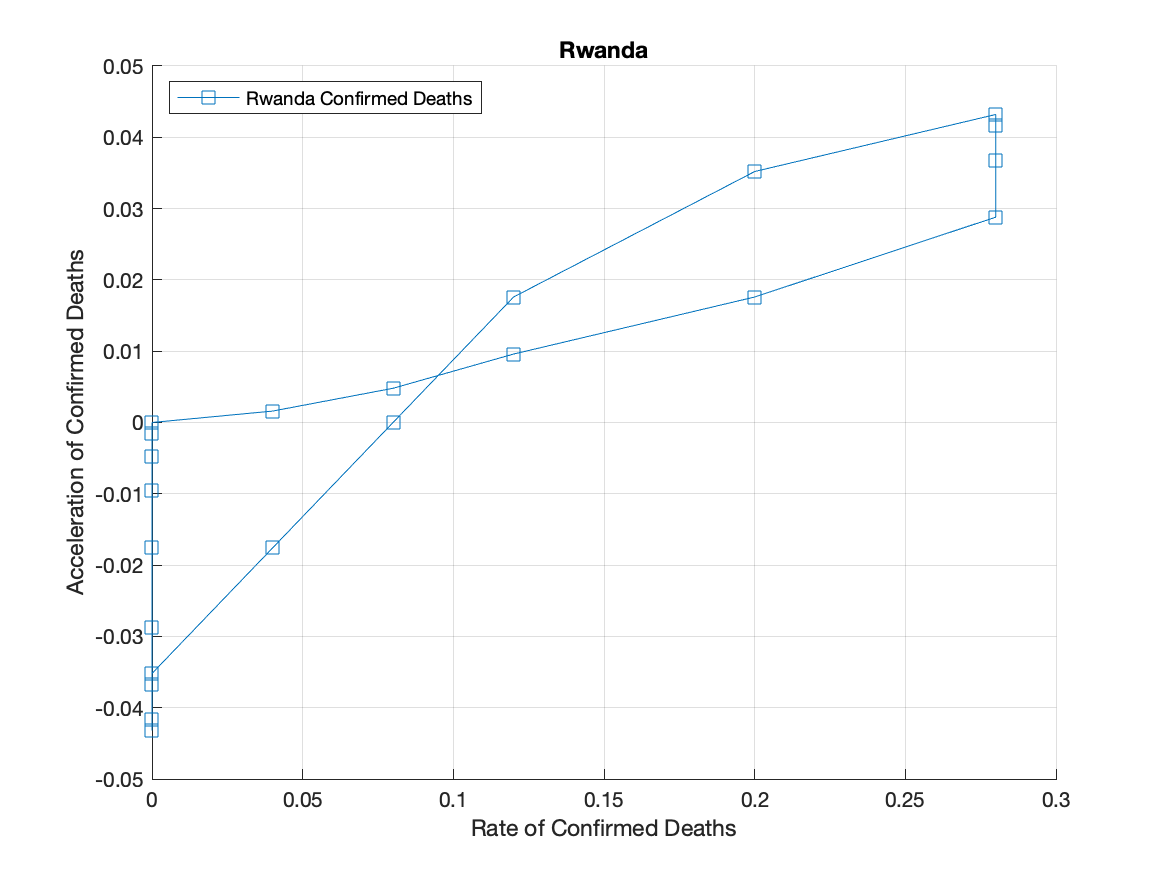 Rwanda
Rwanda Confirmed Deaths
Acceleration of Confirmed Deaths
0.05
0.04
0.03
0.02
0.01
0
-0.01
-0.02
-0.03
-0.04
-0.05
0 0.05 0.1 0.15 0.2 0.25 0.3
Rate of Confirmed Deaths